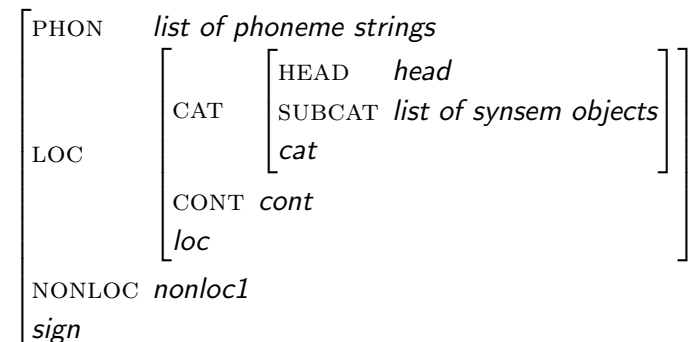 PHON list of phoneme strings
HEAD head
CAT SUBCAT list of synsem objects
LOC cat
CONT cont
loc
NONLOC nonloc1
sign